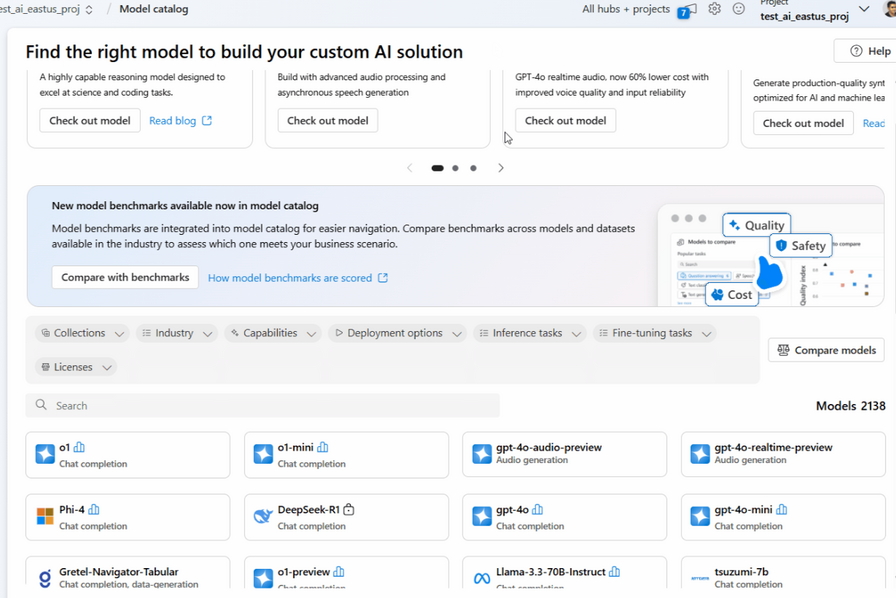 est_ai_eastus_proj / Model catalog
All hubs + projects 7 Project
test_ai_eastus_proj
Find the right model to build your custom AI solution
Help
A highly capable reasoning model designed to
excel at science and coding tasks.
Check out model Read blog
Build with advanced audio processing and
asynchronous speech generation
Check out model
GPT-4o realtime audio, now 60% lower cost with
improved voice quality and input reliability
Check out model
Generate production-quality synt
optimized for AI and machine lea
Check out model Read
New model benchmarks available now in model catalog
Model benchmarks are integrated into model catalog for easier navigation. Compare benchmarks across models and datasets
available in the industry to assess which one meets your business scenario.
Compare with benchmarks How model benchmarks are scored
Quality
Safety
Cost
Models to compare
Popular tasks
Search
Quality index
Collections Industry Capabilities Deployment options Inference tasks Fine-tuning tasks
Licenses
Compare models
Search
Models 2138
o1
Chat completion
o1-mini
Chat completion
gpt-4o-audio-preview
Audio generation
gpt-4o-realtime-preview
Audio generation
Phi-4
Chat completion
DeepSeek-R1
Chat completion
gpt-4o
Chat completion
gpt-4o-mini
Chat completion
Gretel-Navigator-Tabular
Chat completion, data-generation
o1-preview
Chat completion
Llama-3.3-70B-Instruct
Chat completion
tsuzumi-7b
Chat completion